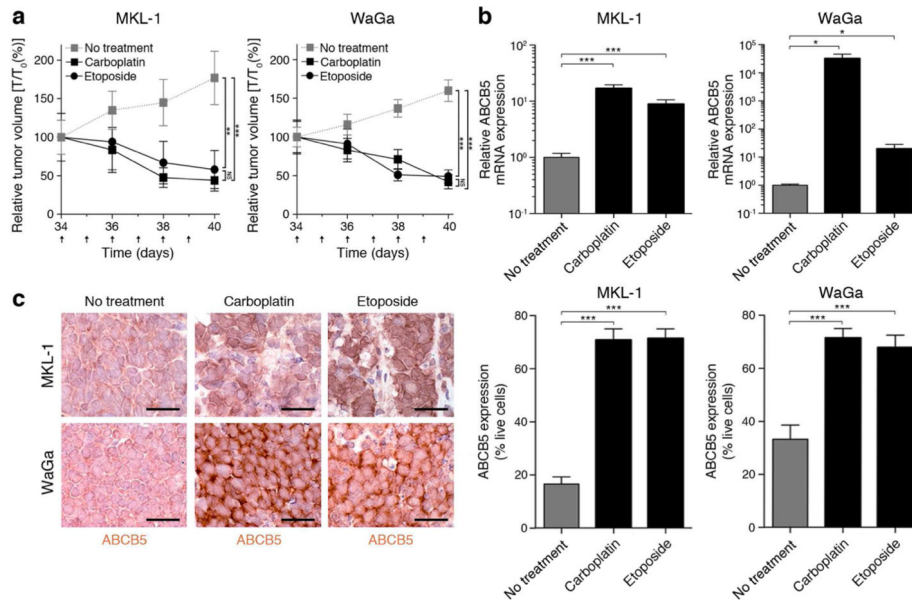 a
MKL-1
WaGa
Relative tumor volume [T/T0(%)]
No treatment
Carboplatin
Etoposide
200
150
100
50
0
34
36
38
40
Time (days)
**
***
NS
Relative tumor volume [T/T0(%)]
No treatment
Carboplatin
Etoposide
200
150
100
50
0
34
36
38
40
Time (days)
***
***
NS
b
MKL-1
Relative ABCB5
mRNA expression
10²
10¹
10⁰
10⁻¹
***
***
No treatment
Carboplatin
Etoposide
WaGa
Relative ABCB5
mRNA expression
10⁵
10⁴
10³
10²
10¹
10⁰
10⁻¹
*
*
No treatment
Carboplatin
Etoposide
c
No treatment
Carboplatin
Etoposide
MKL-1
WaGa
ABCB5
ABCB5
ABCB5
MKL-1
ABCB5 expression
(% live cells)
80
60
40
20
0
***
***
No treatment
Carboplatin
Etoposide
WaGa
ABCB5 expression
(% live cells)
80
60
40
20
0
***
***
No treatment
Carboplatin
Etoposide